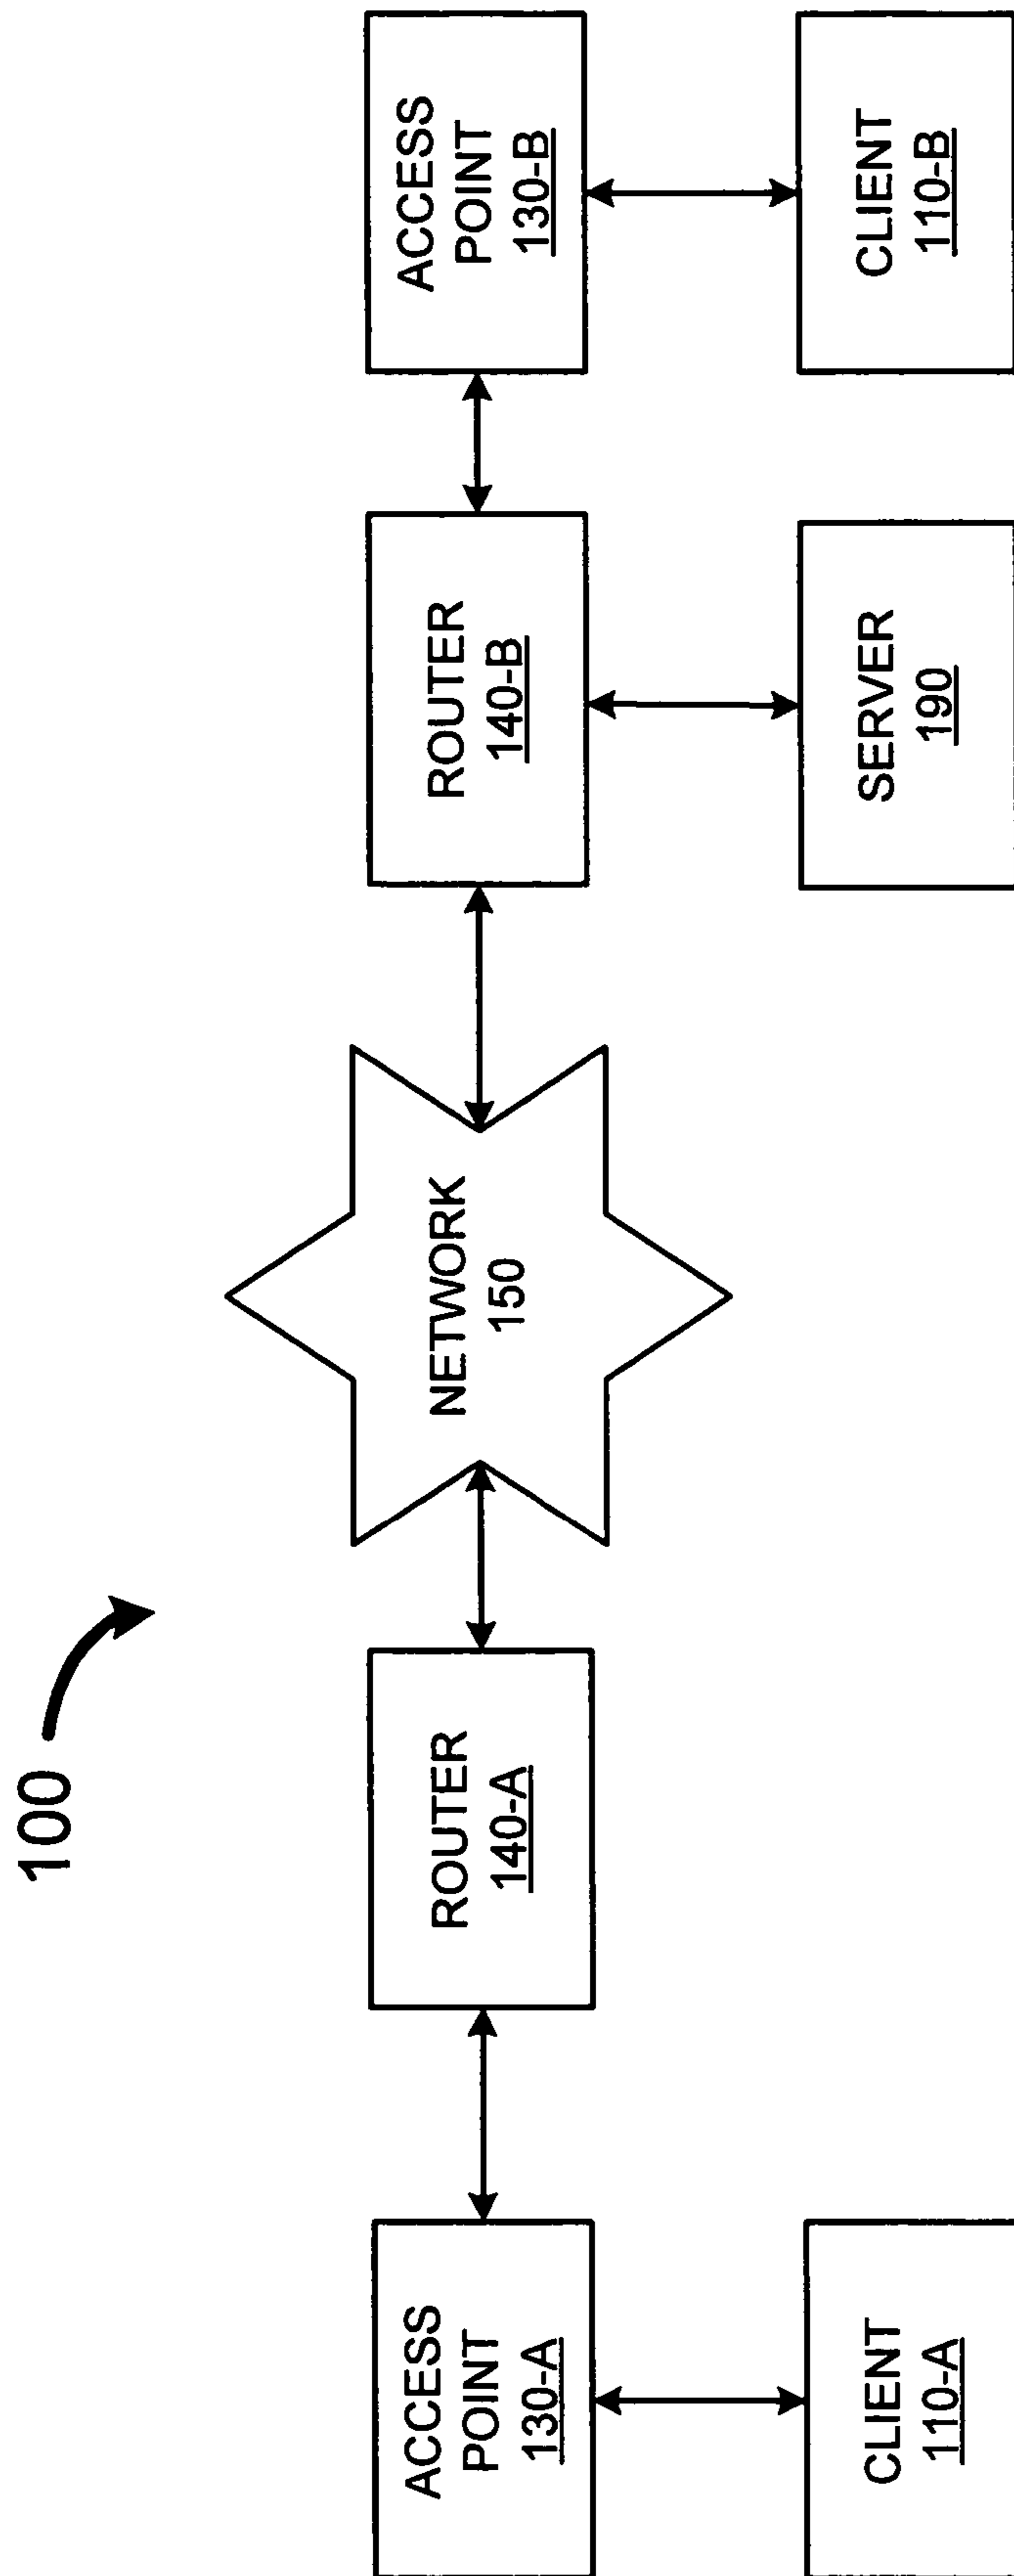 100
ACCESS
POINT
130-A
ROUTER
140-A
NETWORK
150
ROUTER
140-B
ACCESS
POINT
130-B
CLIENT
110-A
SERVER
190
CLIENT
110-B